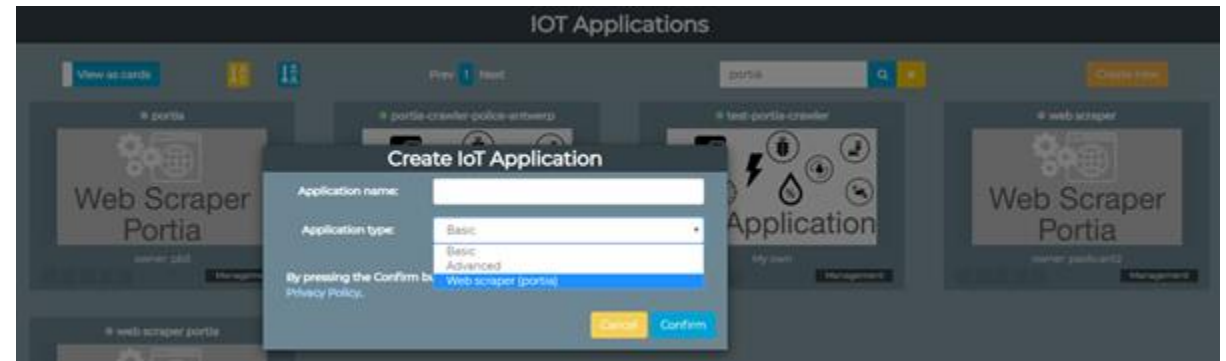 IOT Applications
View as cards
Prev 1 Next
portia
Create New
portia
portia-crawler-police-antwerp
test-portia-crawler
web scraper
Web Scraper
Portia
Application
My own
Management
Web Scraper
Portia
Management
Create IoT Application
Application name:
Application type:
Basic
Basic
Advanced
Web scraper (portia)
By pressing the Confirm
Privacy Policy.
Cancel
Confirm
web scraper portia